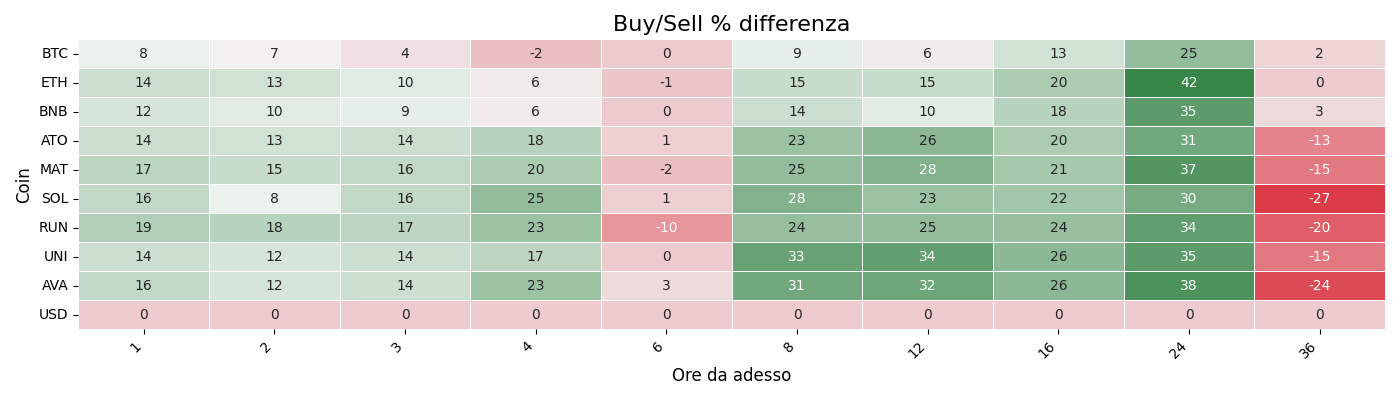 Buy/Sell % differenza
Coin
BTC 8 7 4 -2 0 9 6 13 25 2
ETH 14 13 10 6 -1 15 15 20 42 0
BNB 12 10 9 6 0 14 10 18 35 3
ATO 14 13 14 18 1 23 26 20 31 -13
MAT 17 15 16 20 -2 25 28 21 37 -15
SOL 16 8 16 25 1 28 23 22 30 -27
RUN 19 18 17 23 -10 24 25 24 34 -20
UNI 14 12 14 17 0 33 34 26 35 -15
AVA 16 12 14 23 3 31 32 26 38 -24
USD 0 0 0 0 0 0 0 0 0 0
1 2 3 4 6 8 12 16 24 36
Ore da adesso